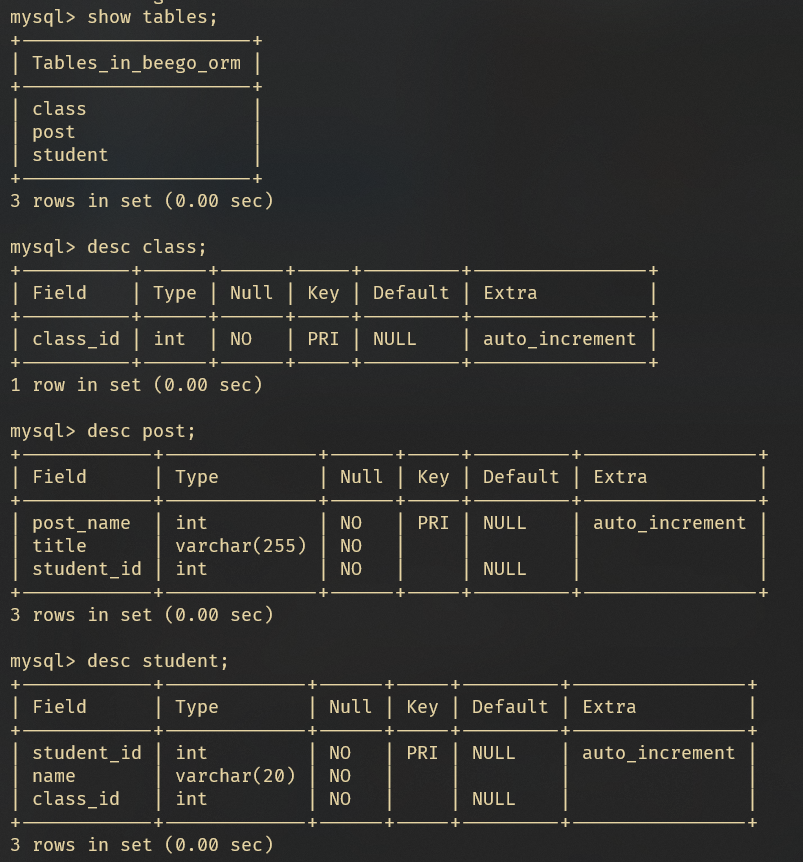 mysql> show tables;
+---------------------+
| Tables_in_beego_orm |
+---------------------+
| class               |
| post                |
| student             |
+---------------------+
3 rows in set (0.00 sec)
mysql> desc class;
+----------+------+------+-----+---------+----------------+
| Field    | Type | Null | Key | Default | Extra          |
+----------+------+------+-----+---------+----------------+
| class_id | int  | NO   | PRI | NULL    | auto_increment |
+----------+------+------+-----+---------+----------------+
1 row in set (0.00 sec)
mysql> desc post;
+------------+--------------+------+-----+---------+----------------+
| Field      | Type         | Null | Key | Default | Extra          |
+------------+--------------+------+-----+---------+----------------+
| post_name  | int          | NO   | PRI | NULL    | auto_increment |
| title      | varchar(255) | NO   |     |         |                |
| student_id | int          | NO   |     | NULL    |                |
+------------+--------------+------+-----+---------+----------------+
3 rows in set (0.00 sec)
mysql> desc student;
+------------+-------------+------+-----+---------+----------------+
| Field      | Type        | Null | Key | Default | Extra          |
+------------+-------------+------+-----+---------+----------------+
| student_id | int         | NO   | PRI | NULL    | auto_increment |
| name       | varchar(20) | NO   |     |         |                |
| class_id   | int         | NO   |     | NULL    |                |
+------------+-------------+------+-----+---------+----------------+
3 rows in set (0.00 sec)